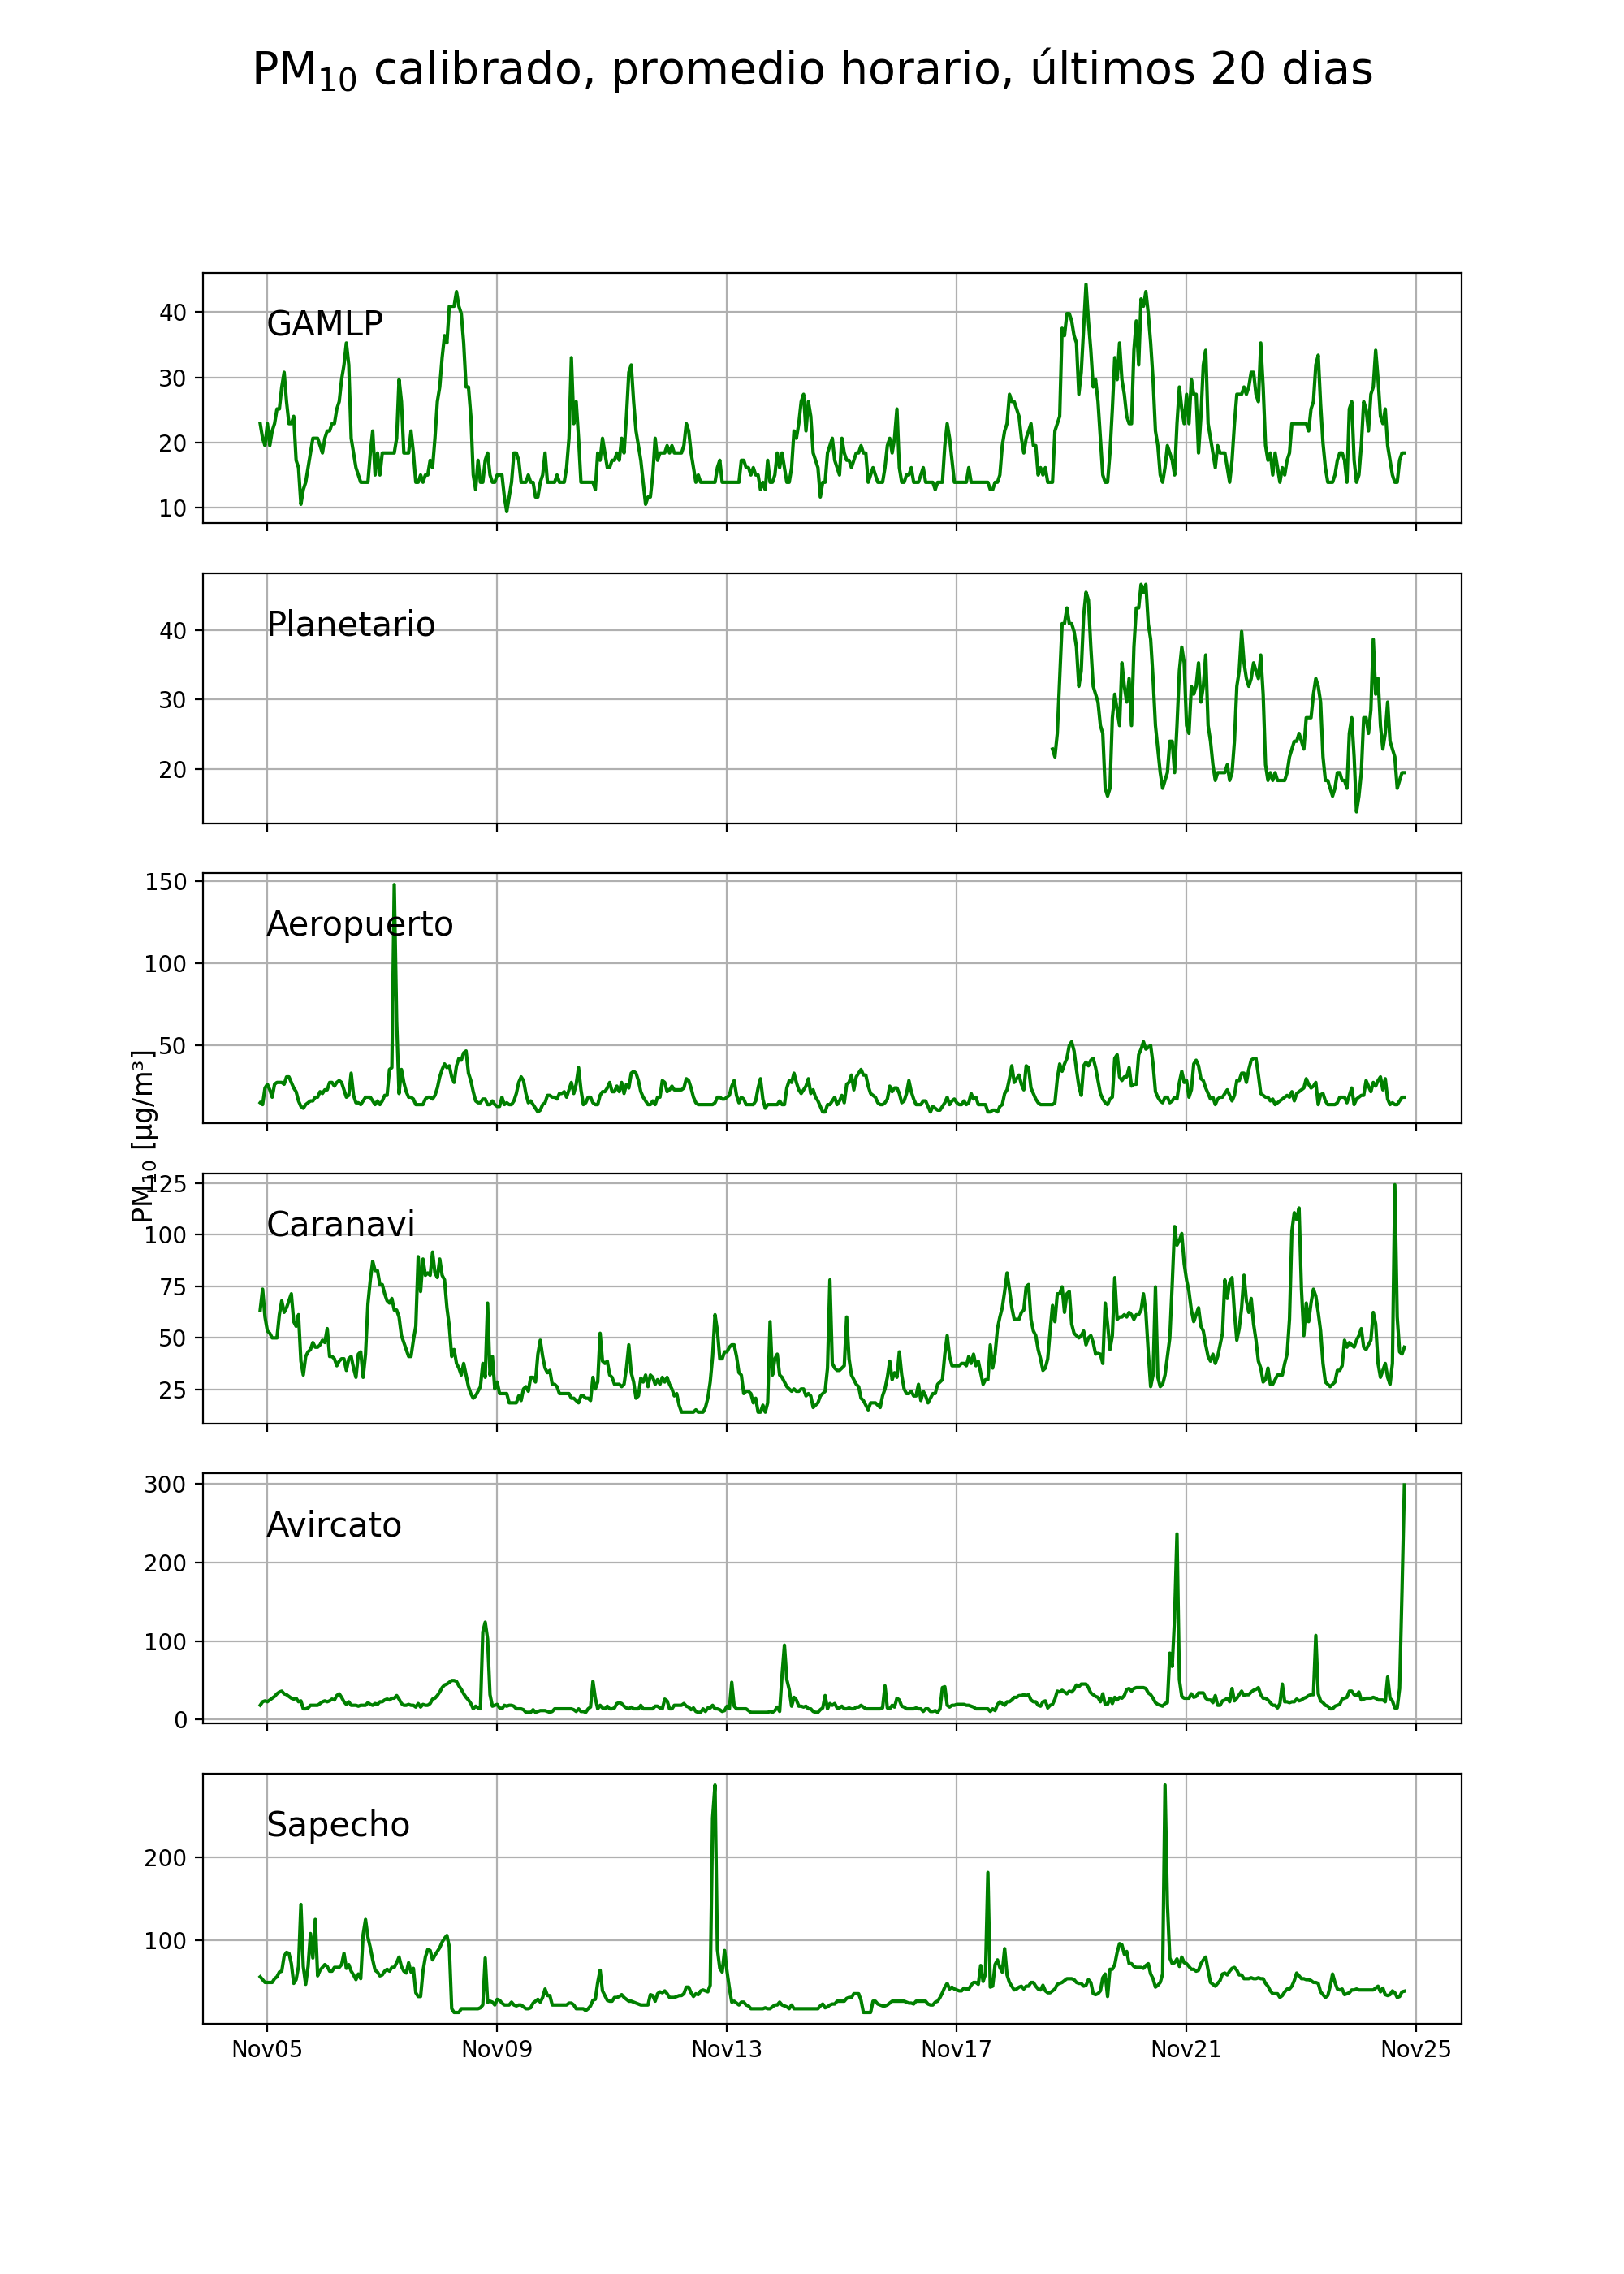 PM₁₀ calibrado, promedio horario, últimos 20 dias
GAMLP
40
30
20
10
Planetario
40
30
20
Aeropuerto
150
100
50
PM₁₀ [µg/m³]
Caranavi
125
100
75
50
25
Avircato
300
200
100
0
Sapecho
200
100
Nov05 Nov09 Nov13 Nov17 Nov21 Nov25